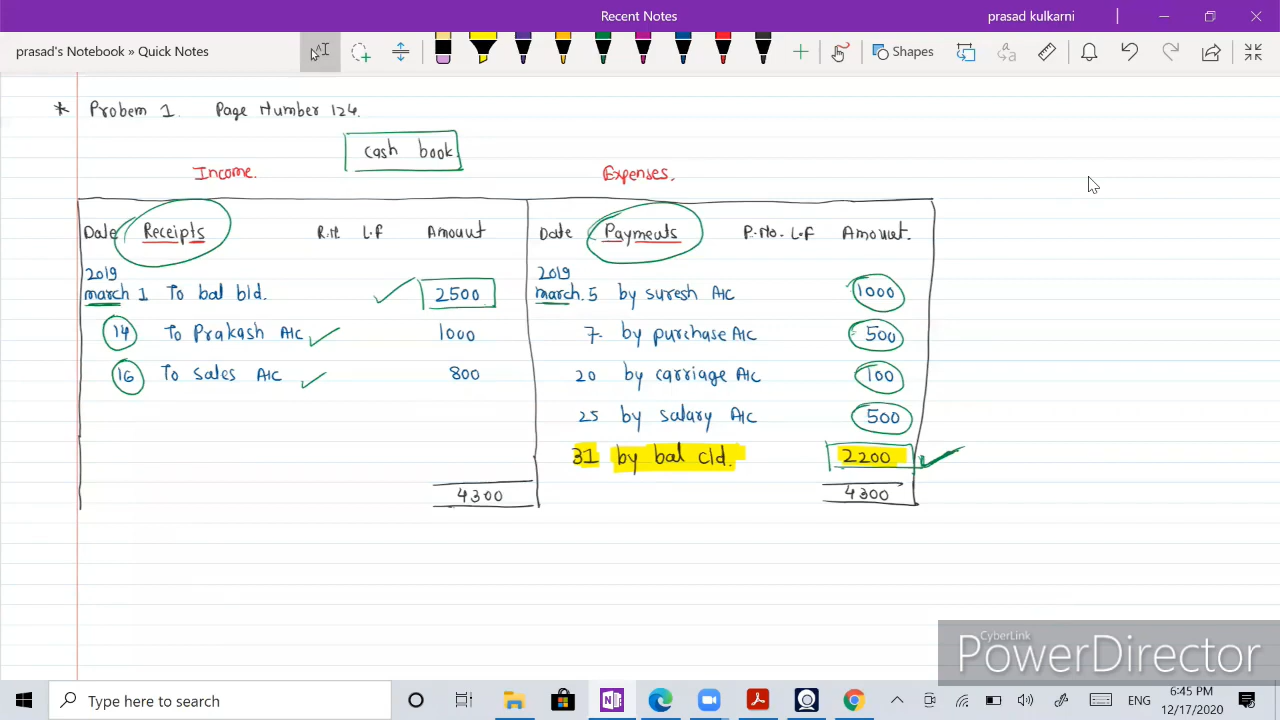 Recent Notes
prasad kulkarni
prasad's Notebook » Quick Notes
Shapes
* Probem 1. Page Number 124.
cash book
Income. Expenses.
Date Receipts R.N L.F Amount Date Payments P.No. L.F Amount.
2019 2019
march 1 To bal b/d. 2500 march. 5 by suresh A/c 1000
14 To Prakash A/c 1000 7. by purchase A/c 500
16 To sales A/c 800 20 by carriage A/c 100
25 by salary A/c 500
31 by bal c/d. 2200
4300 4300
CyberLink
PowerDirector
Type here to search
6:45 PM
12/17/2020